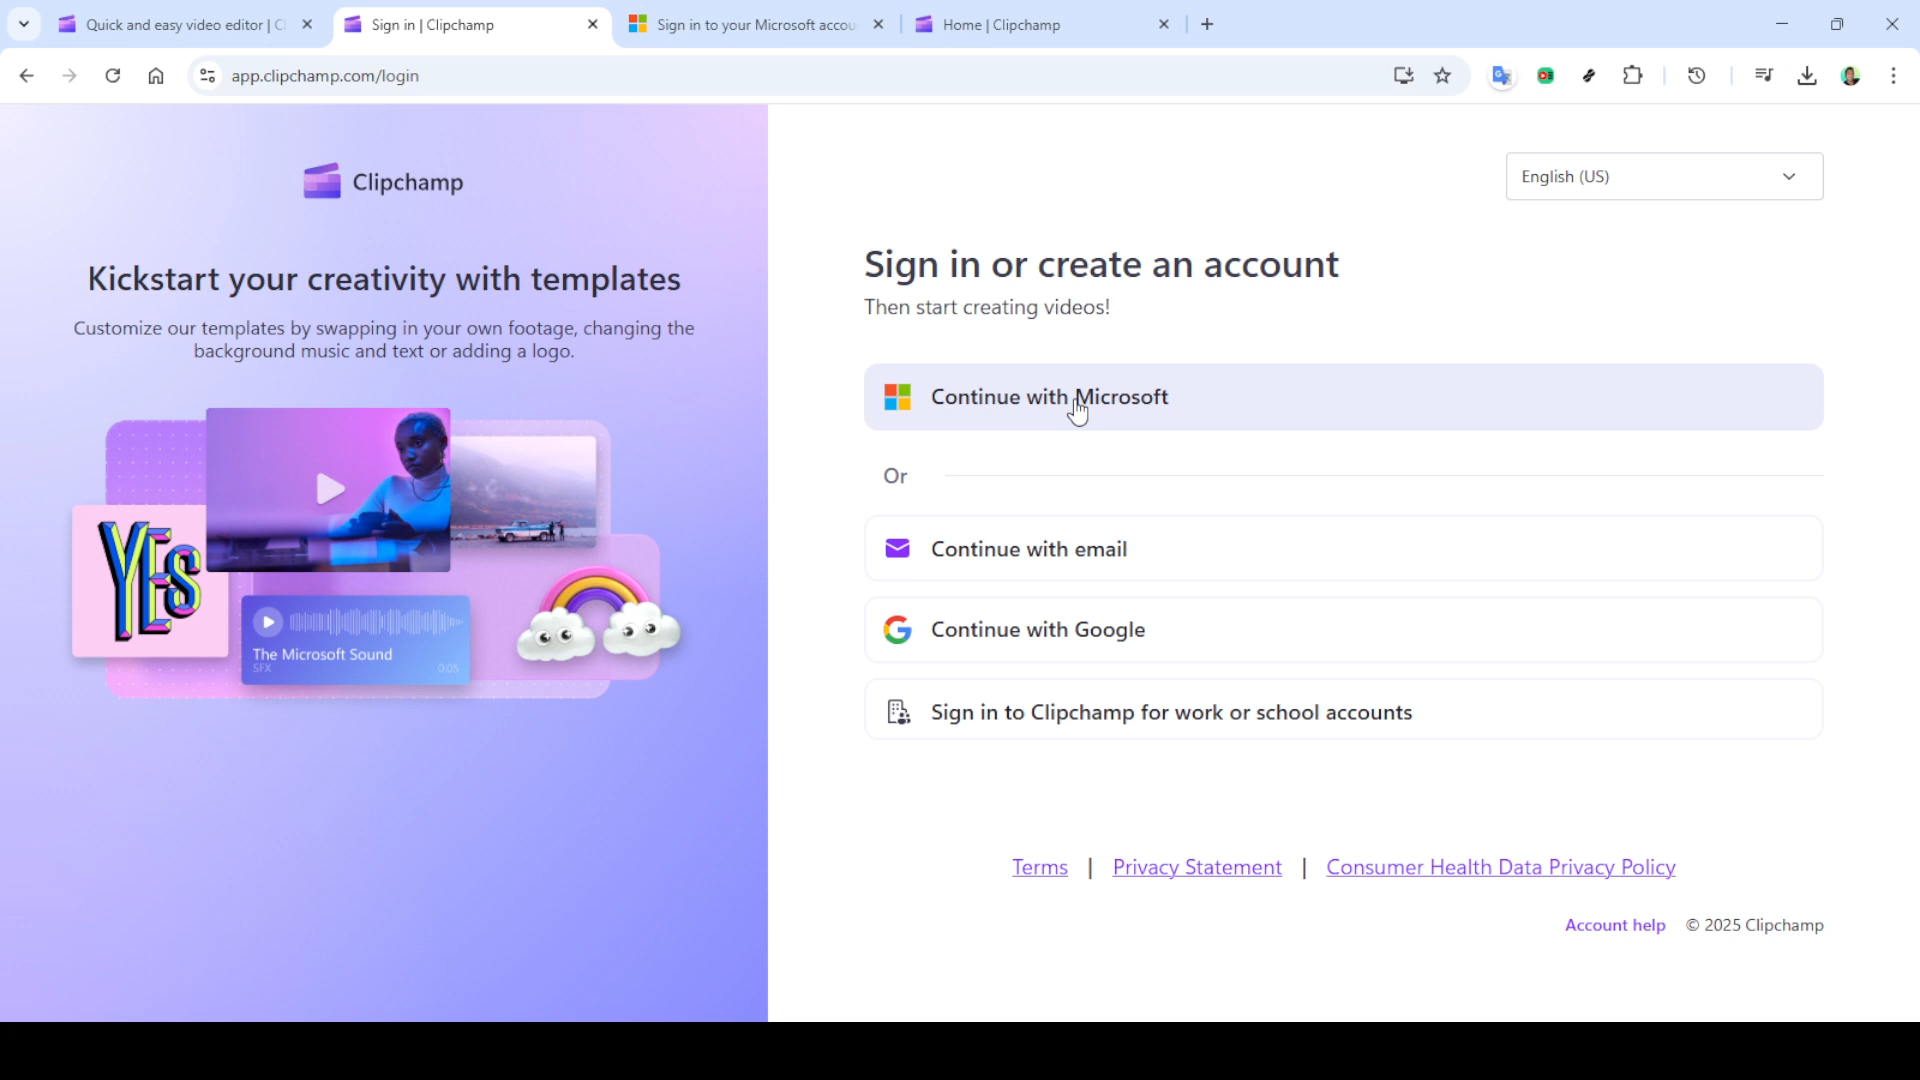 Quick and easy video editor | Cl
Sign in | Clipchamp
Sign in to your Microsoft accou
Home | Clipchamp
app.clipchamp.com/login
Clipchamp
Kickstart your creativity with templates
Customize our templates by swapping in your own footage, changing the
background music and text or adding a logo.
YES
The Microsoft Sound
SFX
0:05
English (US)
Sign in or create an account
Then start creating videos!
Continue with Microsoft
Or
Continue with email
Continue with Google
Sign in to Clipchamp for work or school accounts
Terms | Privacy Statement | Consumer Health Data Privacy Policy
Account help © 2025 Clipchamp